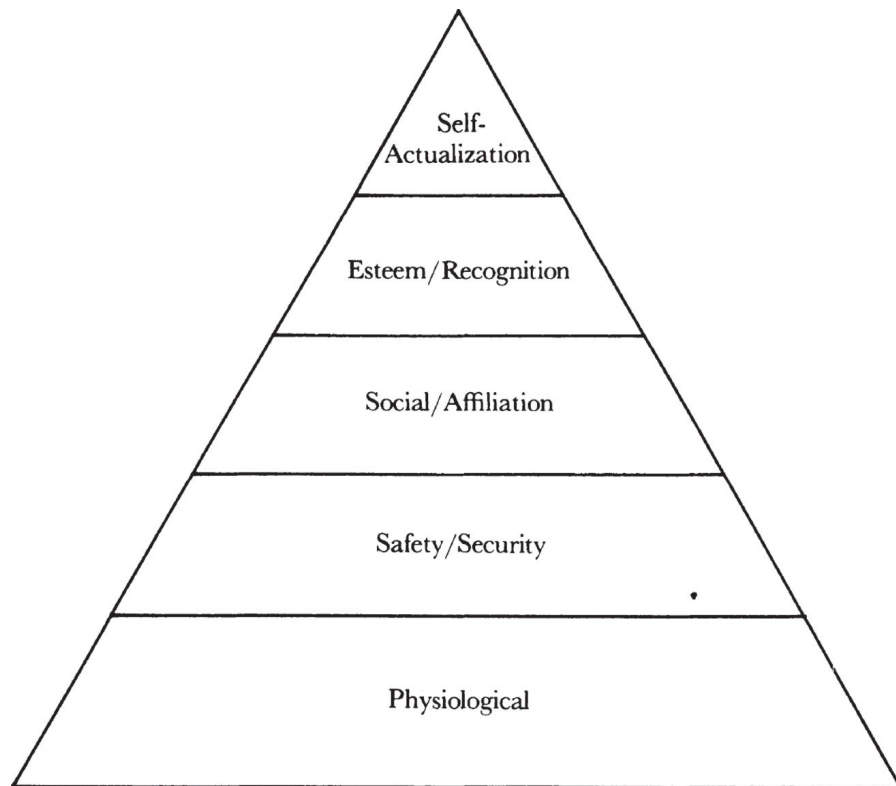 Self-
Actualization
Esteem/Recognition
Social/Affiliation
Safety/Security
Physiological